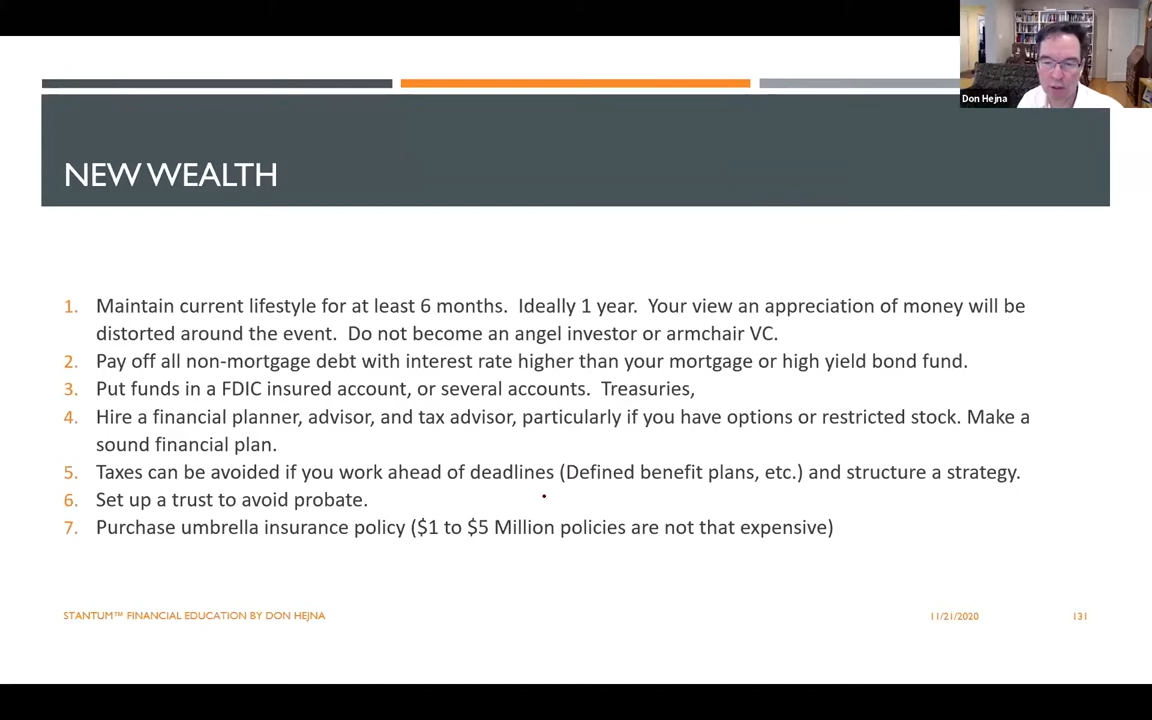 Don Hejna
NEW WEALTH
1. Maintain current lifestyle for at least 6 months. Ideally 1 year. Your view an appreciation of money will be
distorted around the event. Do not become an angel investor or armchair VC.
2. Pay off all non-mortgage debt with interest rate higher than your mortgage or high yield bond fund.
3. Put funds in a FDIC insured account, or several accounts. Treasuries,
4. Hire a financial planner, advisor, and tax advisor, particularly if you have options or restricted stock. Make a
sound financial plan.
5. Taxes can be avoided if you work ahead of deadlines (Defined benefit plans, etc.) and structure a strategy.
6. Set up a trust to avoid probate.
7. Purchase umbrella insurance policy ($1 to $5 Million policies are not that expensive)
STANTUM™ FINANCIAL EDUCATION BY DON HEJNA
11/21/2020
131